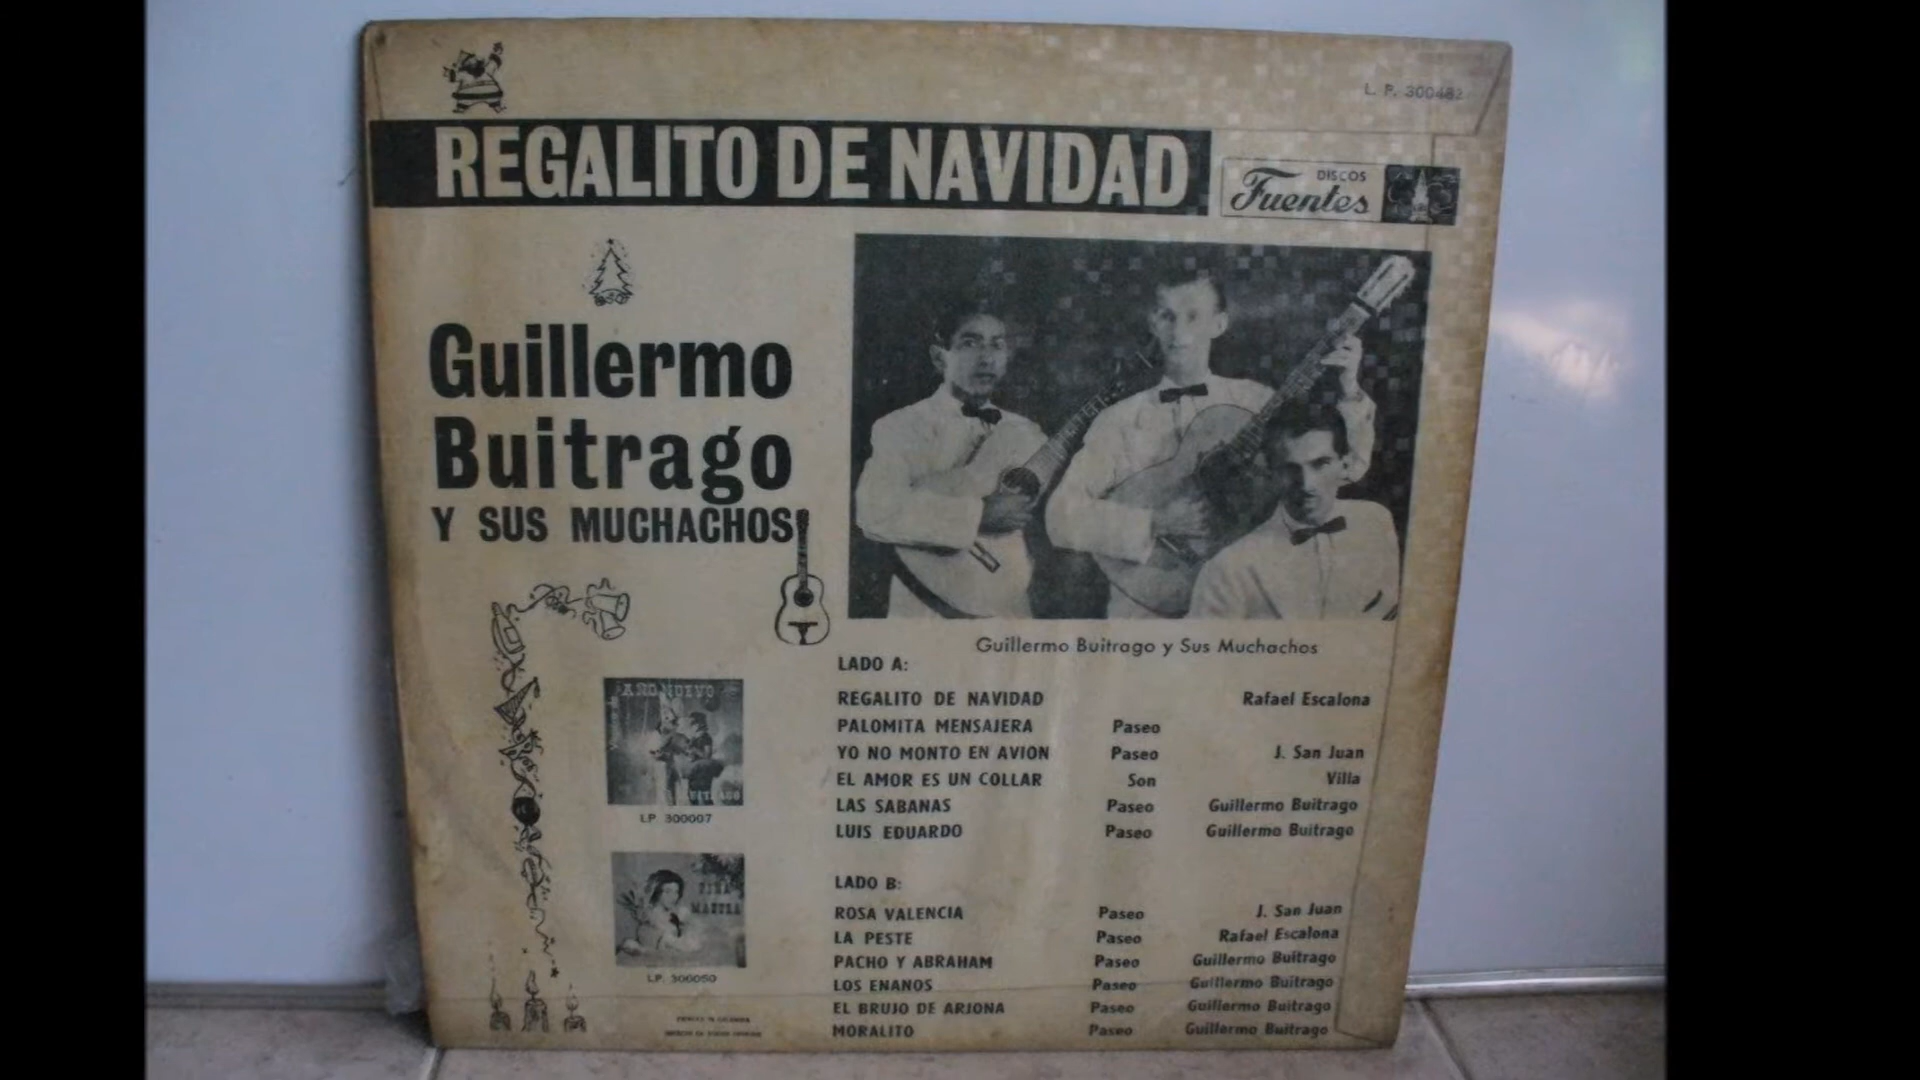 L. P. 300482
REGALITO DE NAVIDAD
DISCOS
Fuentes
Guillermo
Buitrago
Y SUS MUCHACHOS
Guillermo Buitrago y Sus Muchachos
LADO A:
REGALITO DE NAVIDAD Rafael Escalona
PALOMITA MENSAJERA Paseo
YO NO MONTO EN AVION Paseo J. San Juan
EL AMOR ES UN COLLAR Son Villa
LAS SABANAS Paseo Guillermo Buitrago
LUIS EDUARDO Paseo Guillermo Buitrago
LADO B:
ROSA VALENCIA Paseo J. San Juan
LA PESTE Paseo Rafael Escalona
PACHO Y ABRAHAM Paseo Guillermo Buitrago
LOS ENANOS Paseo Guillermo Buitrago
EL BRUJO DE ARJONA Paseo Guillermo Buitrago
MORALITO Paseo Guillermo Buitrago
AÑO NUEVO
LP. 300007
LP. 300050